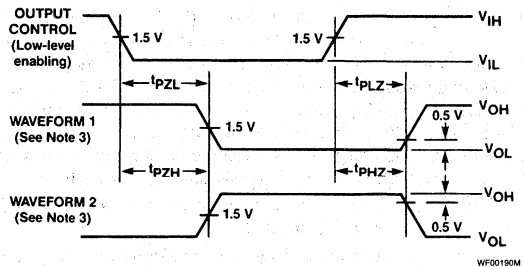 OUTPUT
CONTROL
(Low-level
enabling)
1.5 V
1.5 V
VIH
VIL
tPZL
tPLZ
WAVEFORM 1
(See Note 3)
1.5 V
VOH
0.5 V
VOL
tPZH
tPHZ
WAVEFORM 2
(See Note 3)
1.5 V
VOH
0.5 V
VOL
WF00190M